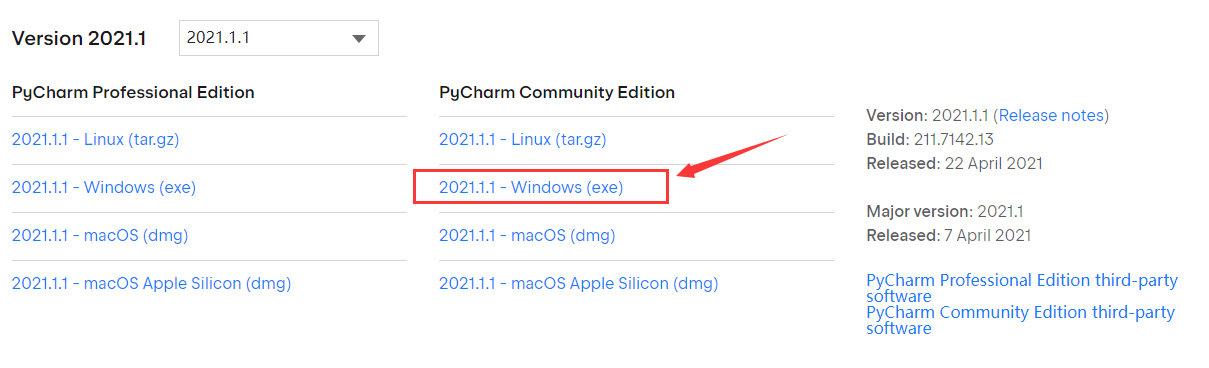 Version 2021.1
2021.1.1
PyCharm Professional Edition
2021.1.1 - Linux (tar.gz)
2021.1.1 - Windows (exe)
2021.1.1 - macOS (dmg)
2021.1.1 - macOS Apple Silicon (dmg)
PyCharm Community Edition
2021.1.1 - Linux (tar.gz)
2021.1.1 - Windows (exe)
2021.1.1 - macOS (dmg)
2021.1.1 - macOS Apple Silicon (dmg)
Version: 2021.1.1 (Release notes)
Build: 211.7142.13
Released: 22 April 2021
Major version: 2021.1
Released: 7 April 2021
PyCharm Professional Edition third-party
software
PyCharm Community Edition third-party
software